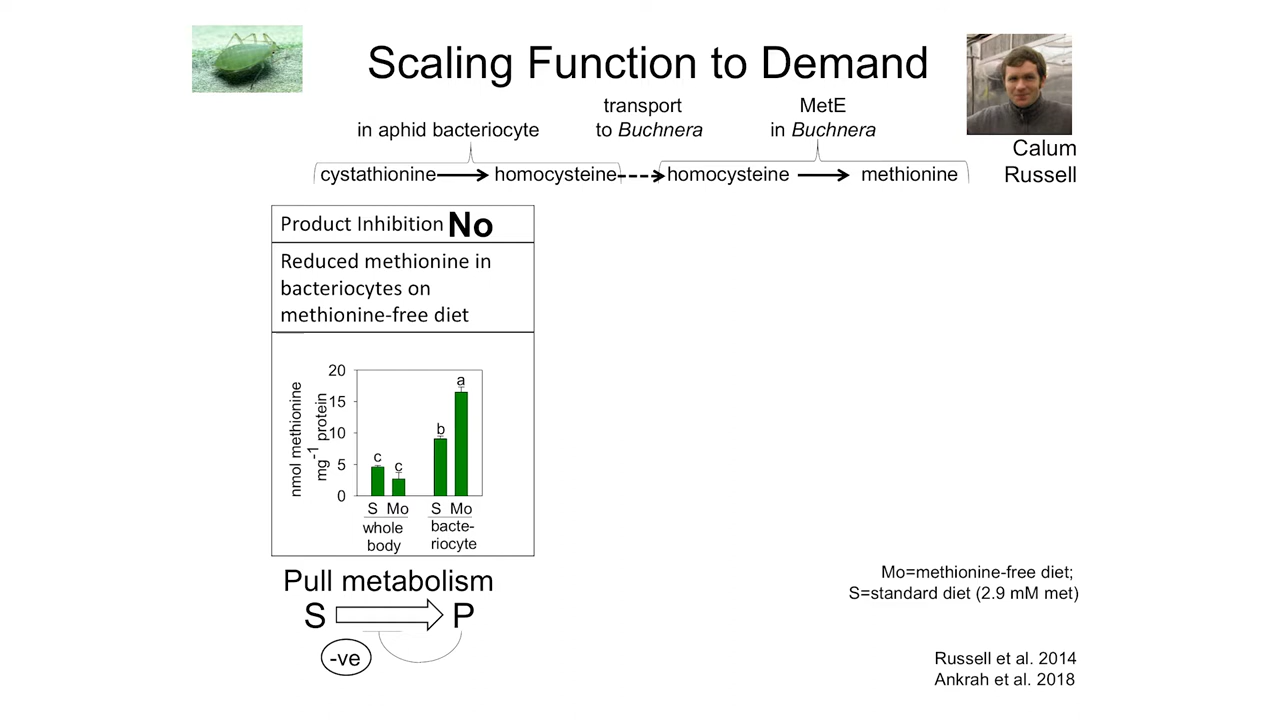 Scaling Function to Demand
transport
to Buchnera
MetE
in Buchnera
in aphid bacteriocyte
cystathionine homocysteine homocysteine methionine
Calum
Russell
Product Inhibition No
Reduced methionine in
bacteriocytes on
methionine-free diet
nmol methionine
mg-1 protein
20
15
10
5
0
c
c
b
a
S Mo S Mo
whole
body
bacte-
riocyte
Pull metabolism
S P
-ve
Mo=methionine-free diet;
S=standard diet (2.9 mM met)
Russell et al. 2014
Ankrah et al. 2018